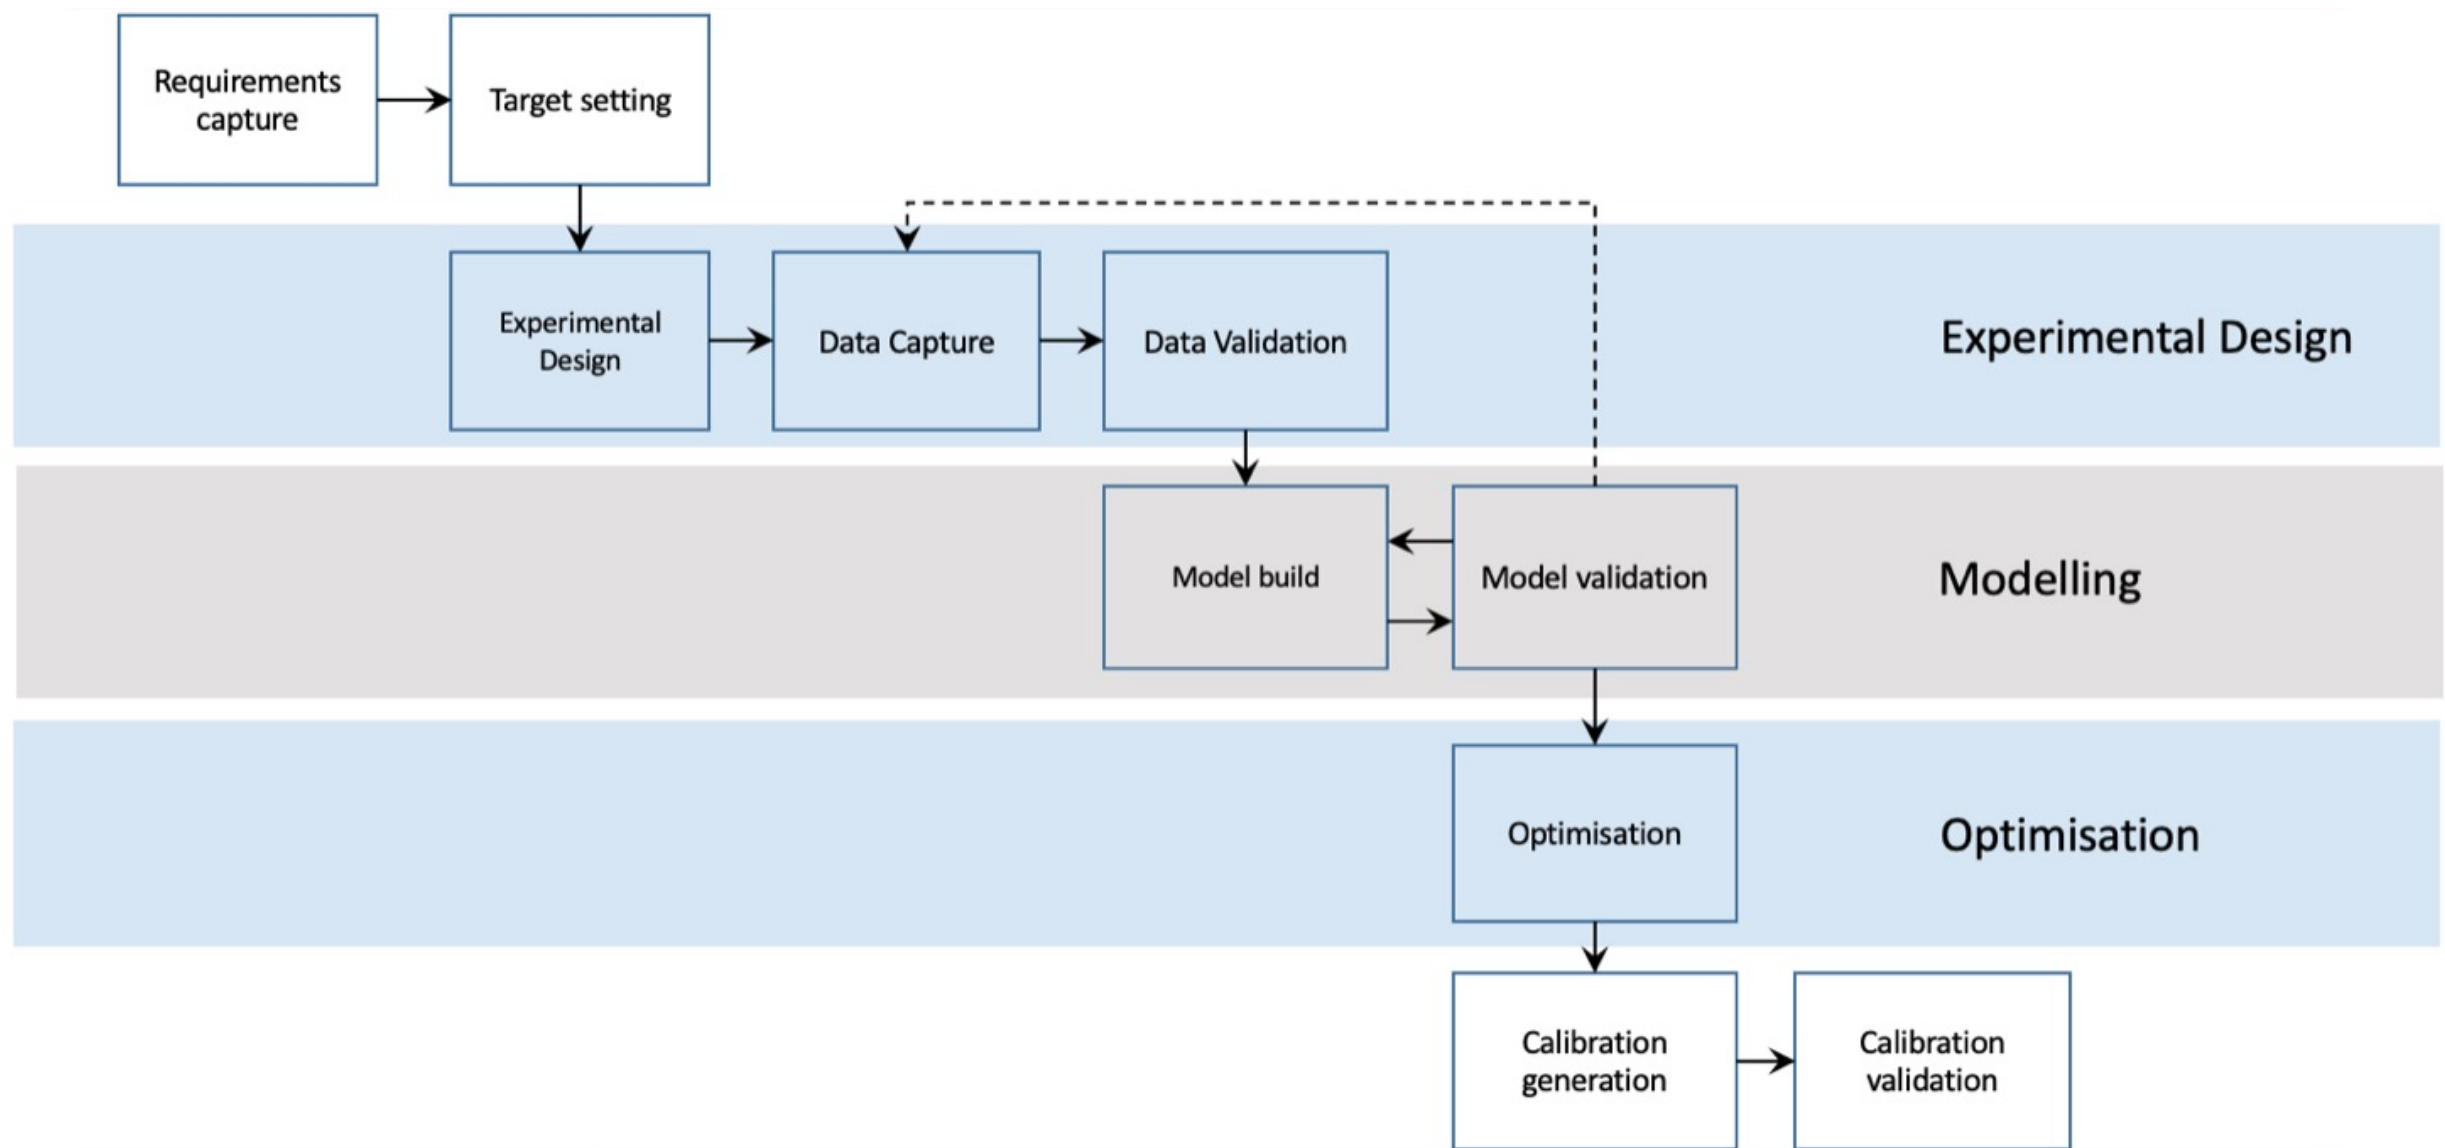 Requirements
capture
Target setting
Experimental
Design
Data Capture
Data Validation
Experimental Design
Model build
Model validation
Modelling
Optimisation
Optimisation
Calibration
generation
Calibration
validation